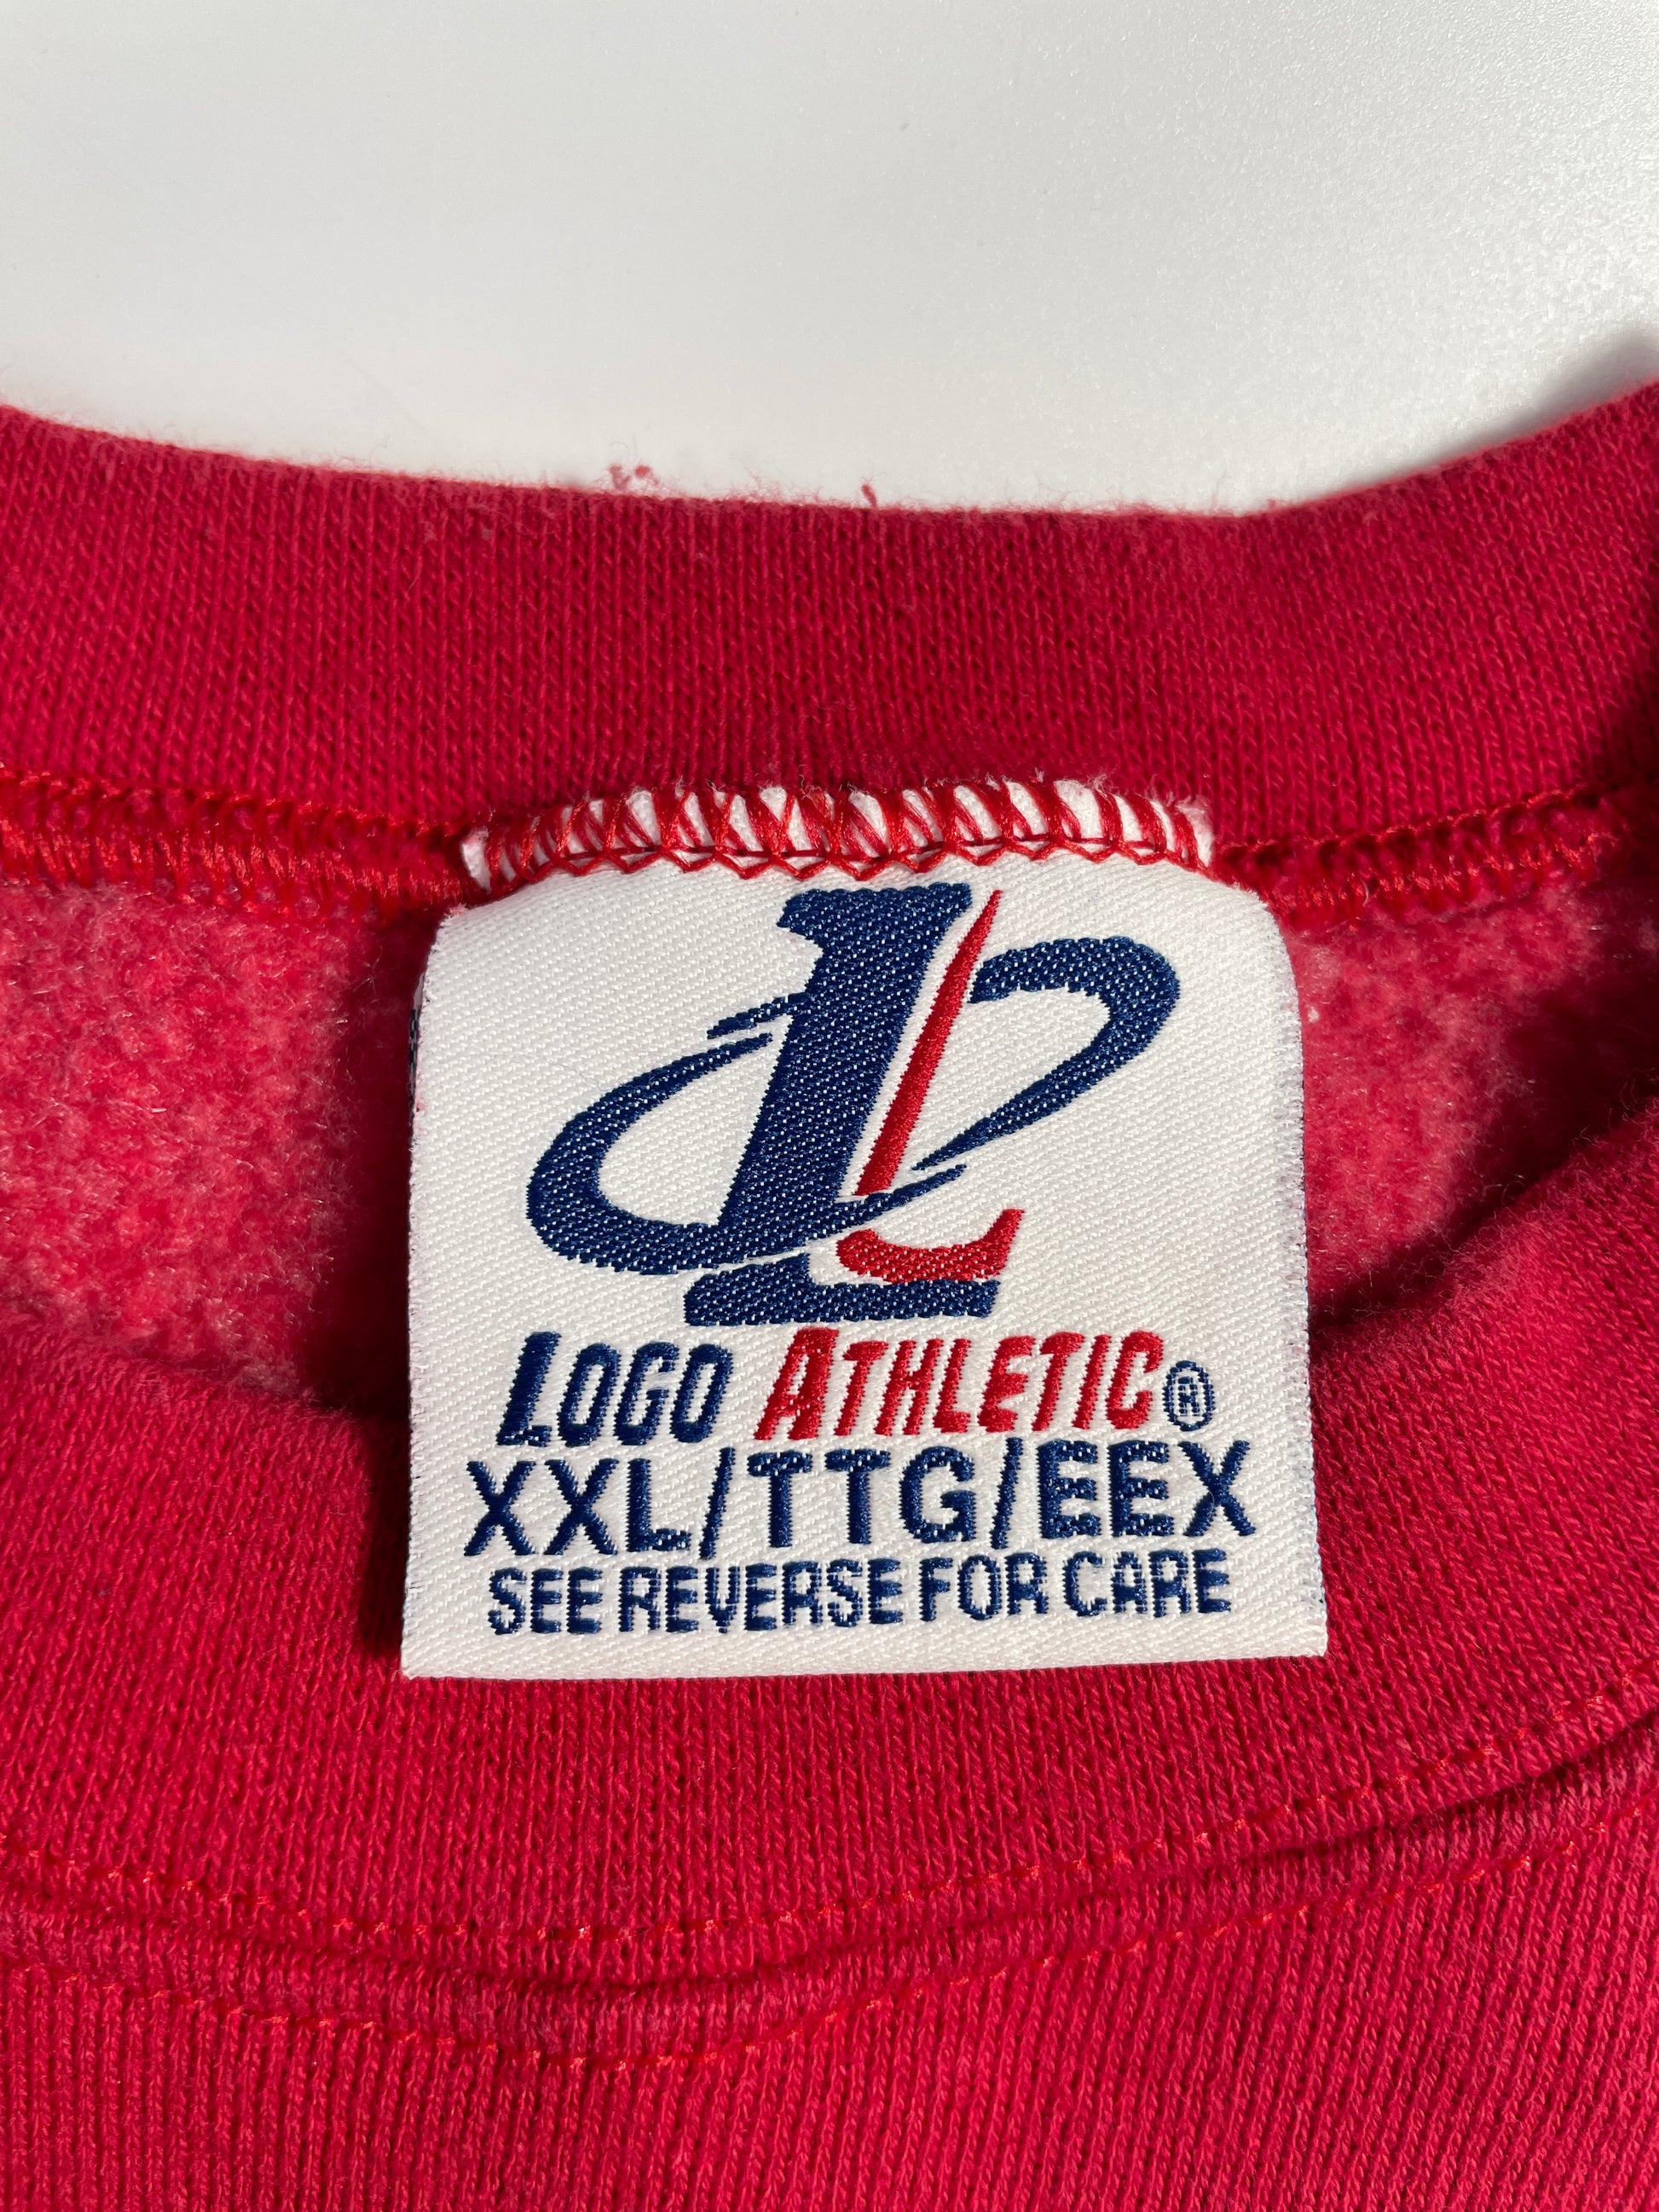 L
LOGO ATHLETIC®
XXL/TTG/EEX
SEE REVERSE FOR CARE